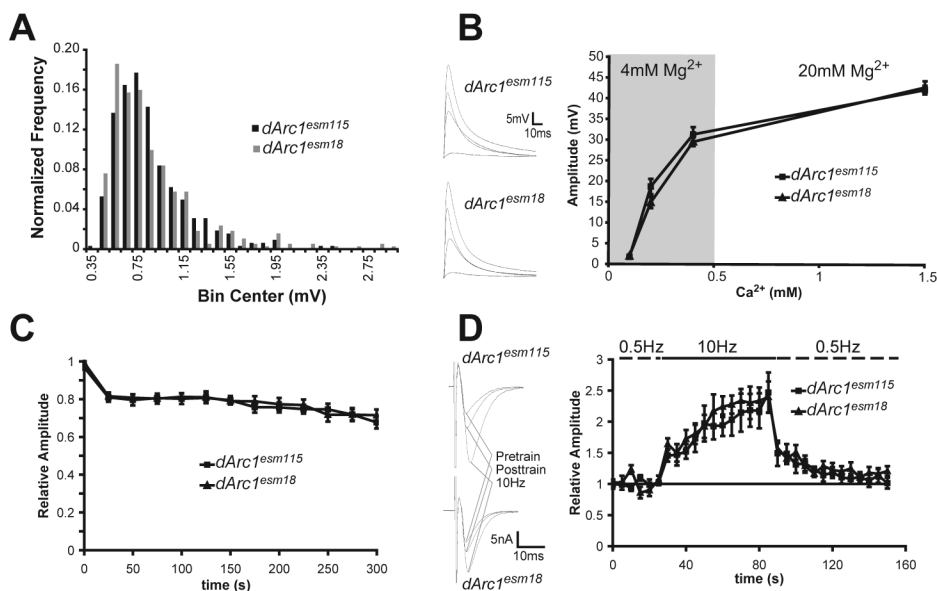 A
Normalized Frequency
0.20
0.16
0.12
0.08
0.04
0
0.35
0.75
1.15
1.55
1.95
2.35
2.75
Bin Center (mV)
dArc1esm115
dArc1esm18
B
dArc1esm115
5mV
10ms
dArc1esm18
Amplitude (mV)
50
45
40
35
30
25
20
15
10
5
0
4mM Mg2+
20mM Mg2+
dArc1esm115
dArc1esm18
0
0.5
1
1.5
Ca2+ (mM)
C
Relative Amplitude
1
0.8
0.6
0.4
0.2
0
dArc1esm115
dArc1esm18
0
50
100
150
200
250
300
time (s)
D
dArc1esm115
Pretrain
Posttrain
10Hz
5nA
10ms
dArc1esm18
0.5Hz
10Hz
0.5Hz
Relative Amplitude
3
2.5
2
1.5
1
0.5
0
dArc1esm115
dArc1esm18
0
40
80
120
160
time (s)